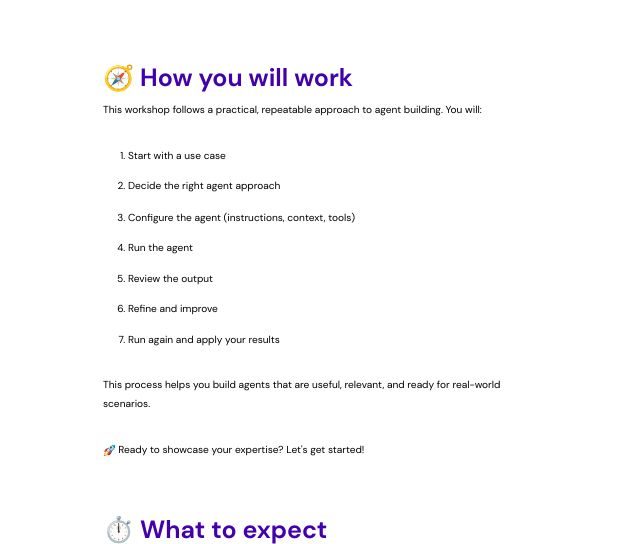 🧭 How you will work
This workshop follows a practical, repeatable approach to agent building. You will:
1. Start with a use case
2. Decide the right agent approach
3. Configure the agent (instructions, context, tools)
4. Run the agent
5. Review the output
6. Refine and improve
7. Run again and apply your results
This process helps you build agents that are useful, relevant, and ready for real-world
scenarios.
🚀 Ready to showcase your expertise? Let's get started!
⏱️ What to expect